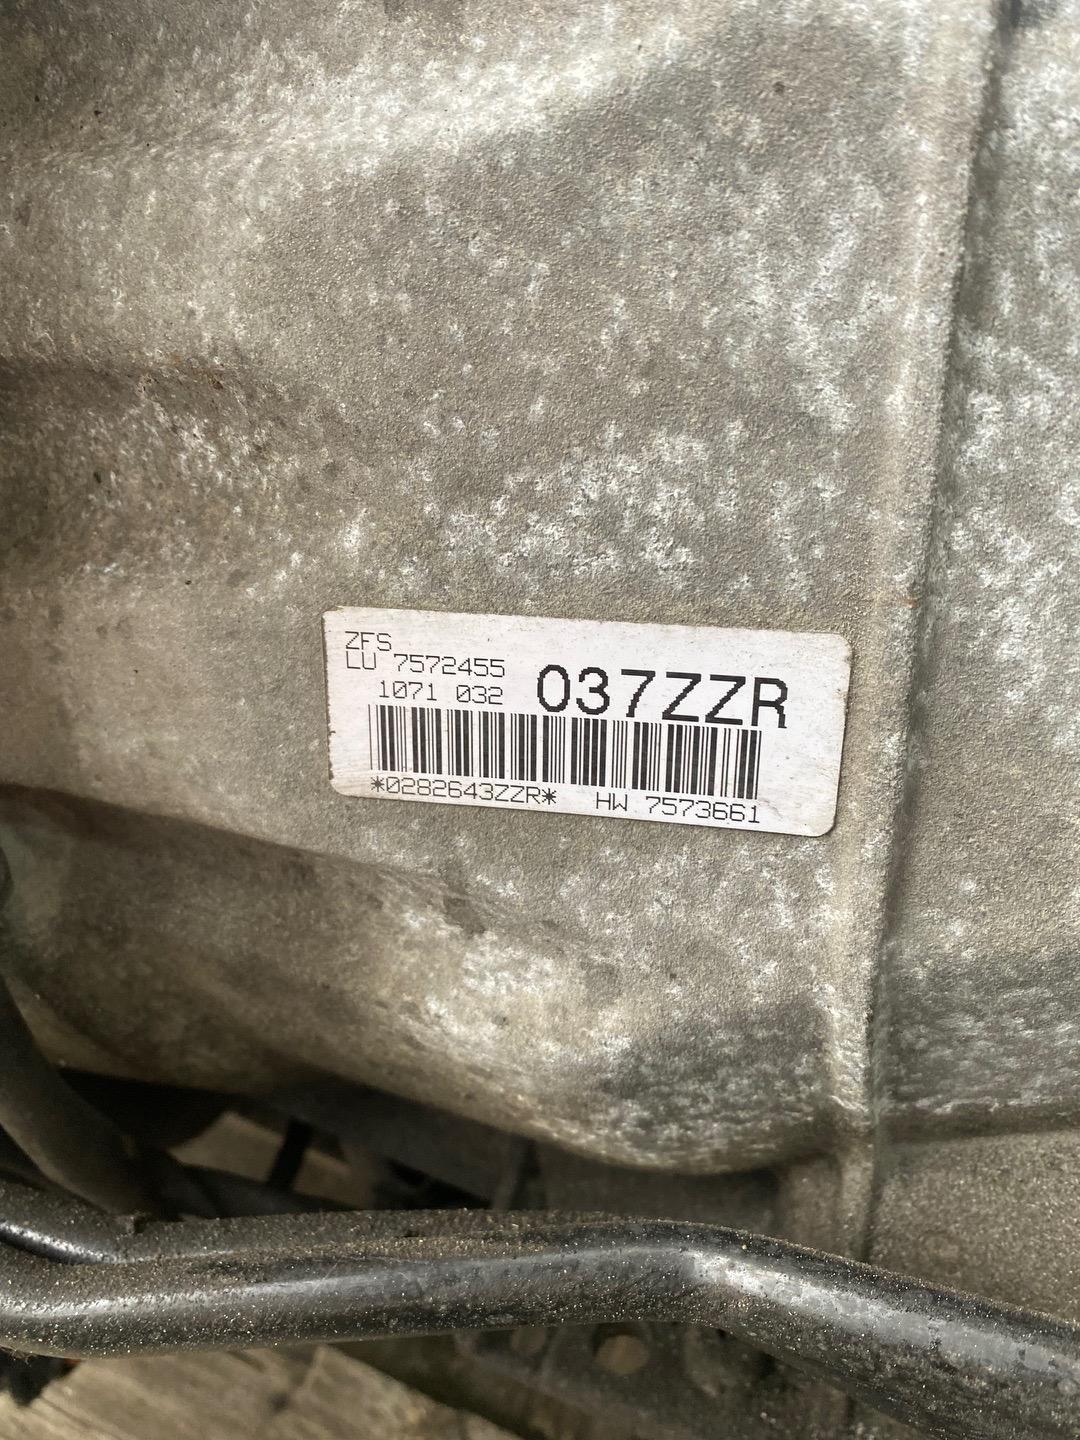 ZFS
LU 7572455
1071 032
037ZZR
*0282643ZZR* HW 7573661